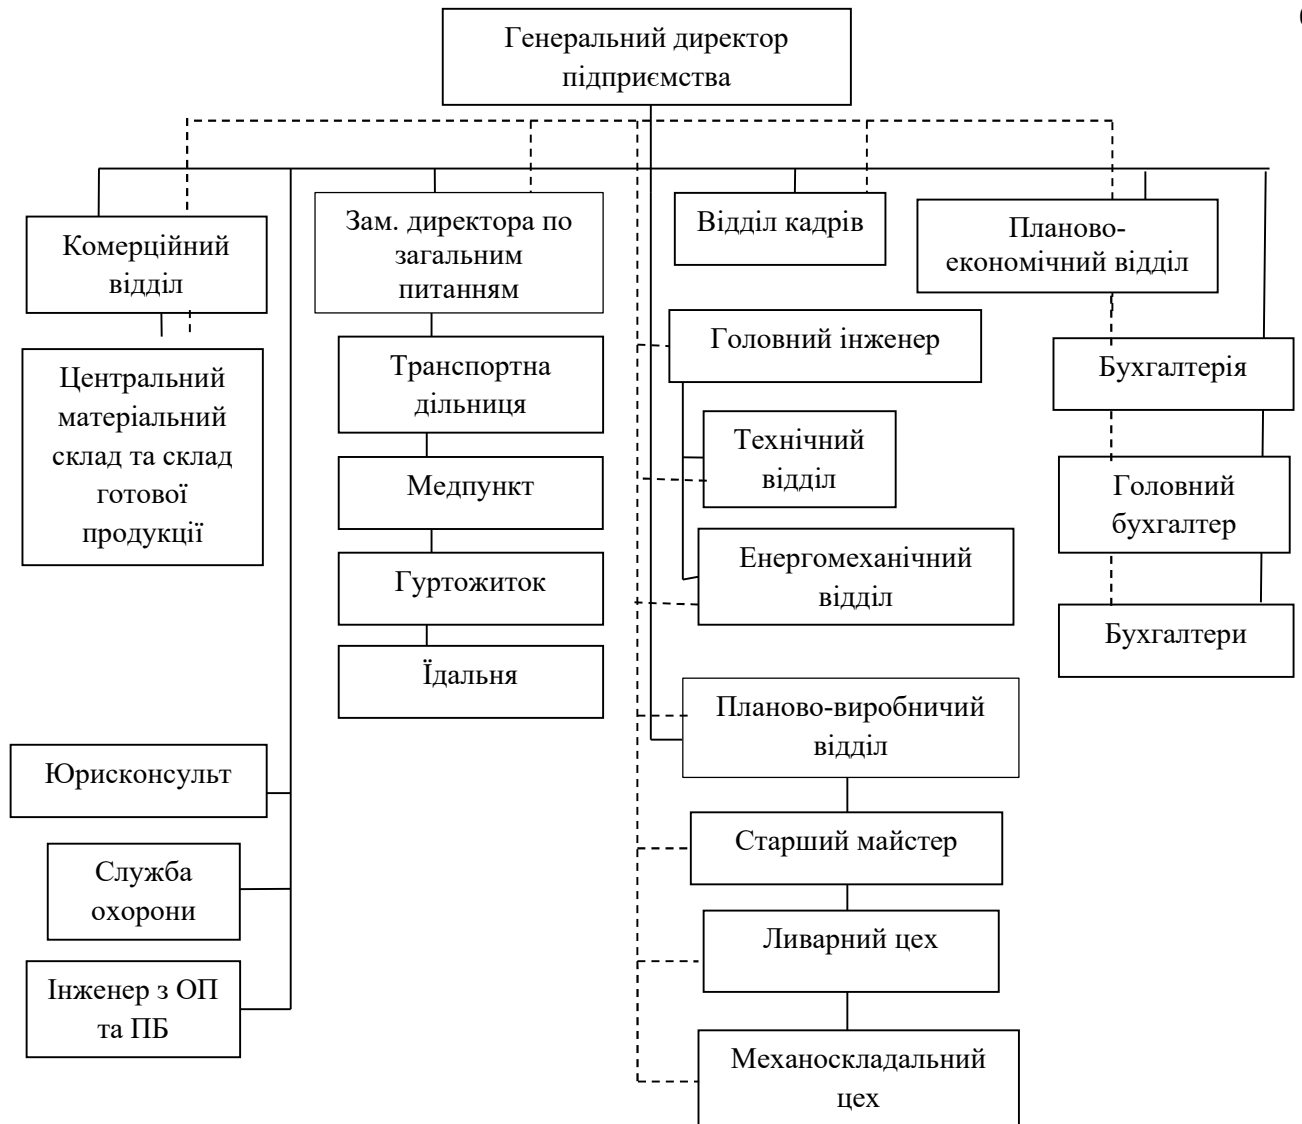 Генеральний директор
підприємства
Комерційний
відділ
Зам. директора по
загальним
питанням
Відділ кадрів
Планово-
економічний відділ
Центральний
матеріальний
склад та склад
готової
продукції
Транспортна
дільниця
Медпункт
Гуртожиток
Їдальня
Головний інженер
Технічний
відділ
Енергомеханічний
відділ
Бухгалтерія
Головний
бухгалтер
Бухгалтери
Планово-виробничий
відділ
Старший майстер
Ливарний цех
Механоскладальний
цех
Юрисконсульт
Служба
охорони
Інженер з ОП
та ПБ